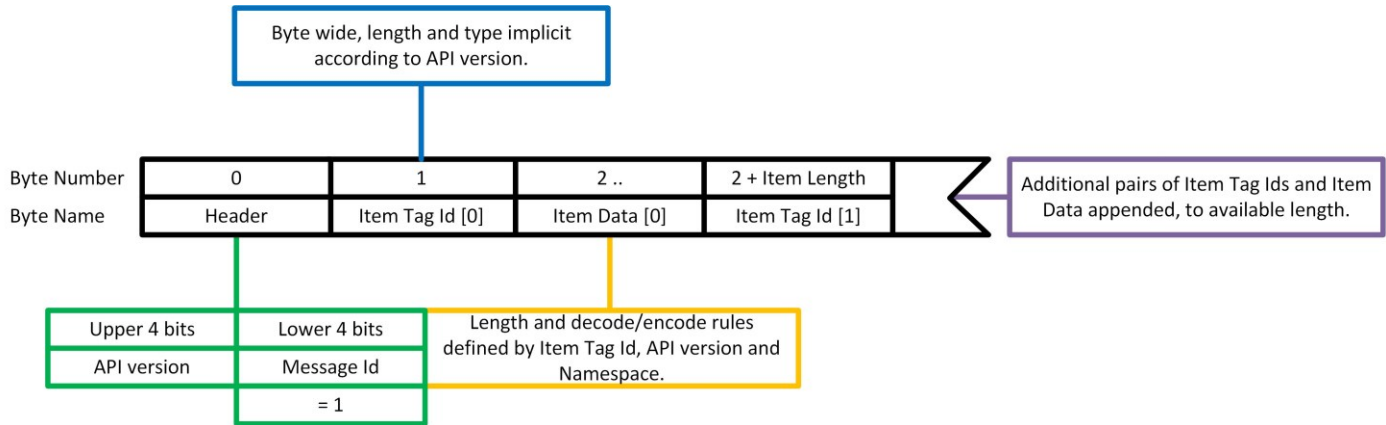 Byte wide, length and type implicit
according to API version.
Byte Number 0 1 2 .. 2 + Item Length
Byte Name Header Item Tag Id [0] Item Data [0] Item Tag Id [1]
Additional pairs of Item Tag Ids and Item
Data appended, to available length.
Upper 4 bits Lower 4 bits
API version Message Id
= 1
Length and decode/encode rules
defined by Item Tag Id, API version and
Namespace.